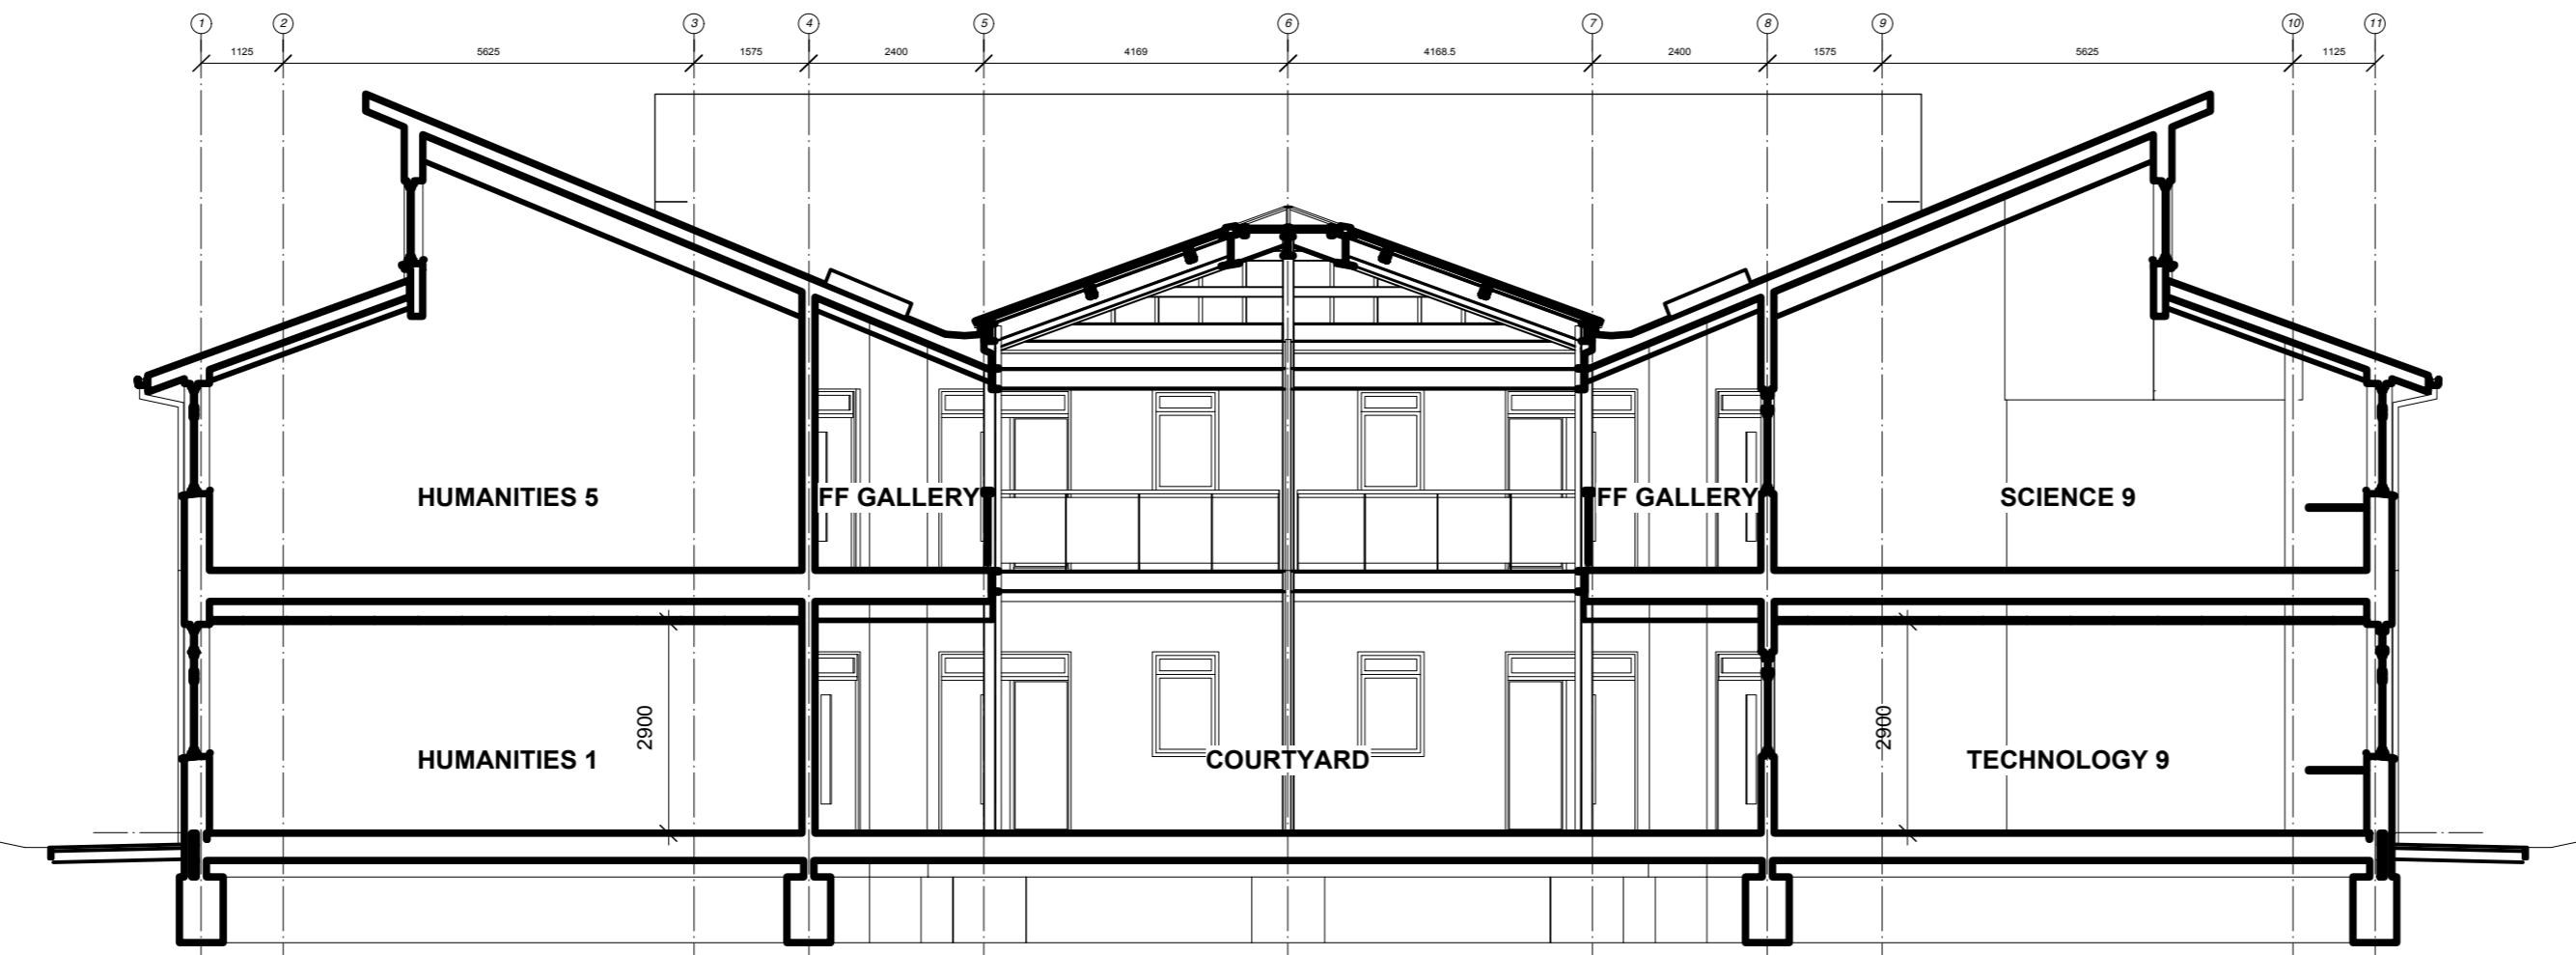 1 2 3 4 5 6 7 8 9 10 11
1125 5625 1575 2400 4169 4168.5 2400 1575 5625 1125
HUMANITIES 5 FF GALLERY FF GALLERY SCIENCE 9
2900 2900
HUMANITIES 1 COURTYARD TECHNOLOGY 9